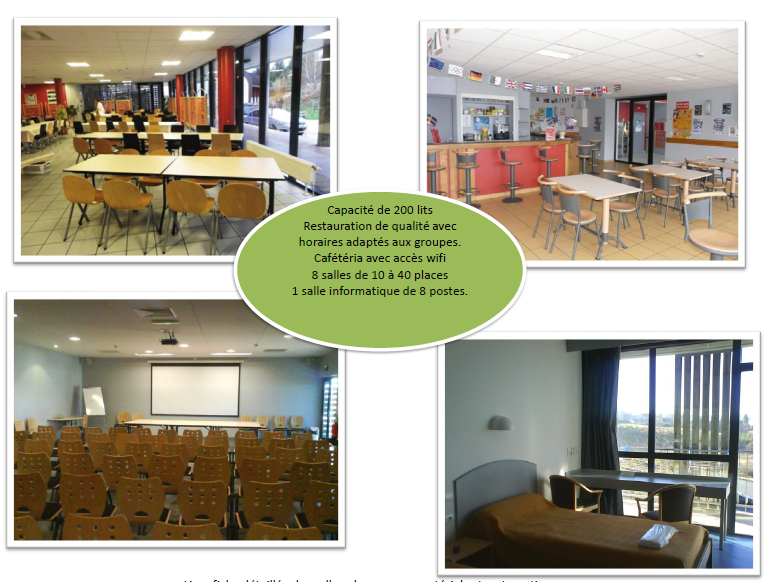 Capacité de 200 lits
Restauration de qualité avec
horaires adaptés aux groupes.
Cafétéria avec accès wifi
8 salles de 10 à 40 places
1 salle informatique de 8 postes.